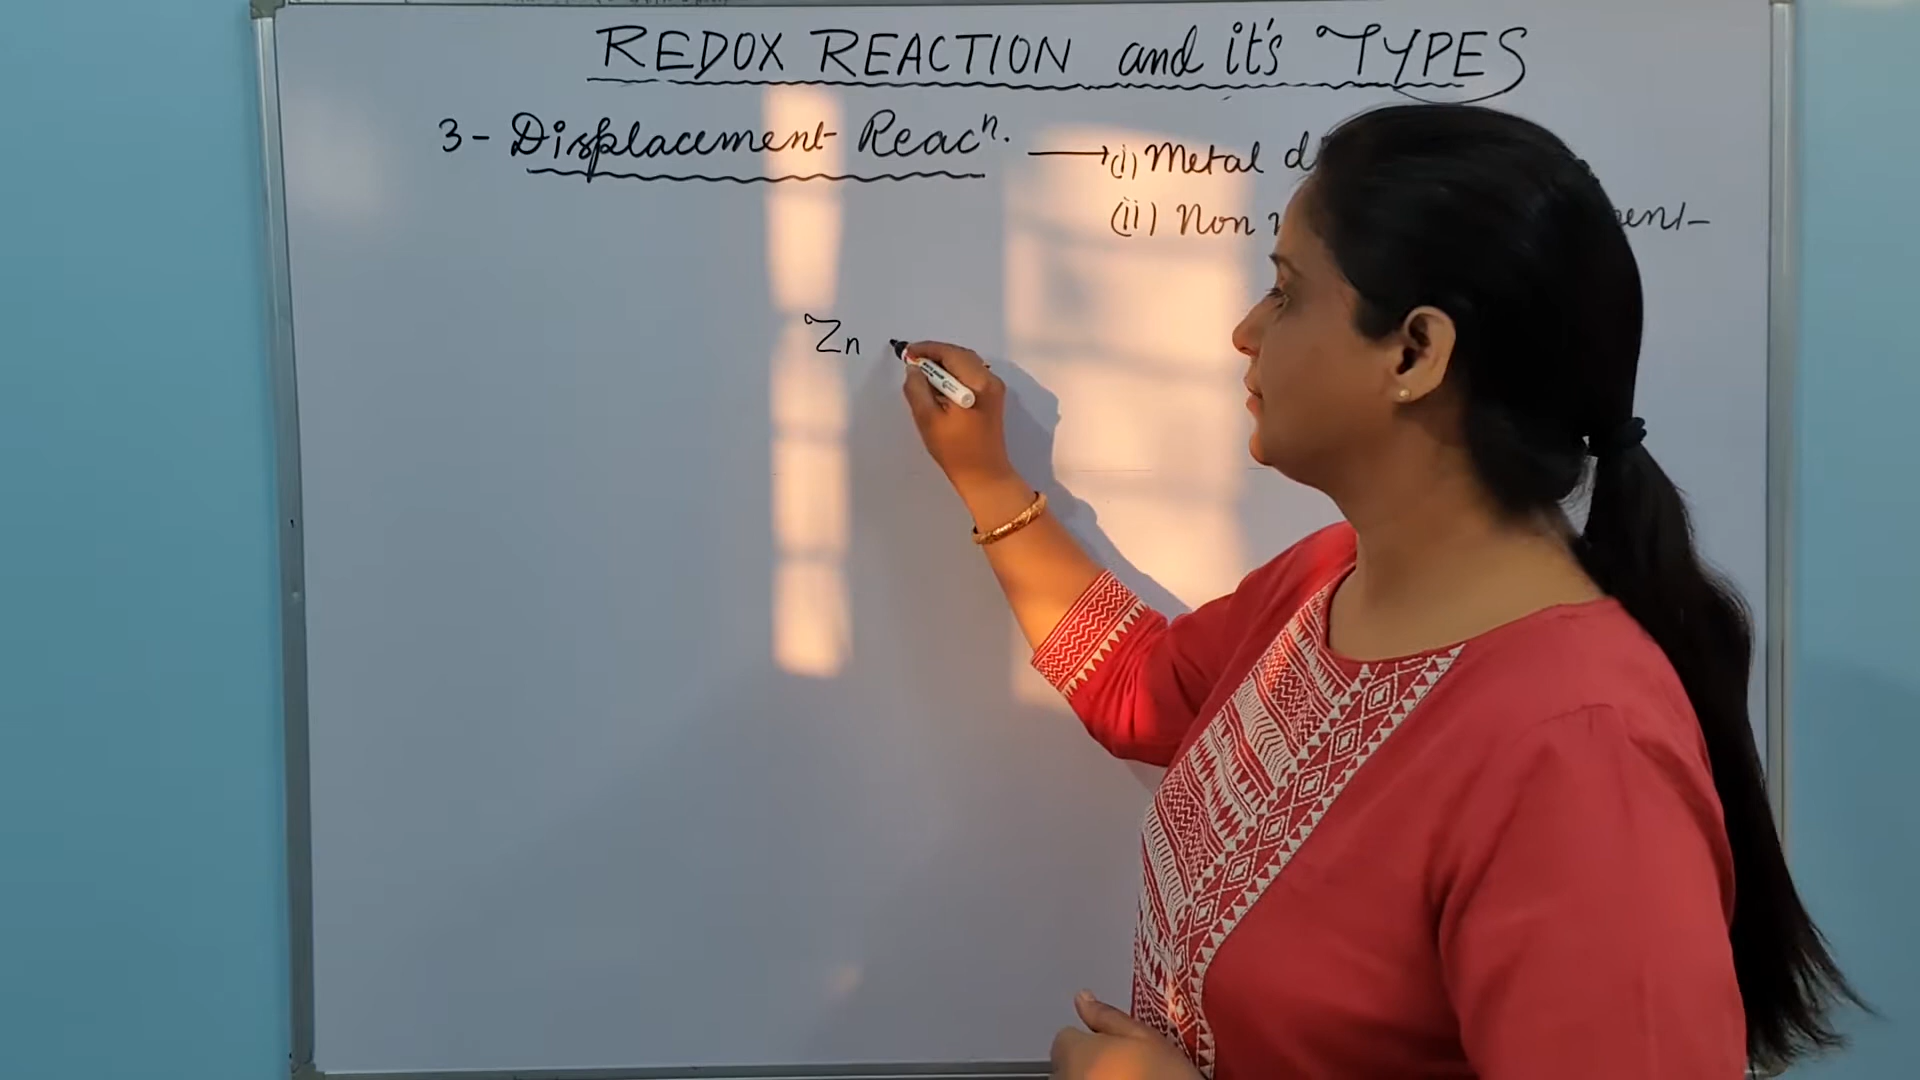 REDOX REACTION and it's TYPES
3- Displacement Reacⁿ. → (i) Metal
(ii) Non
Zn